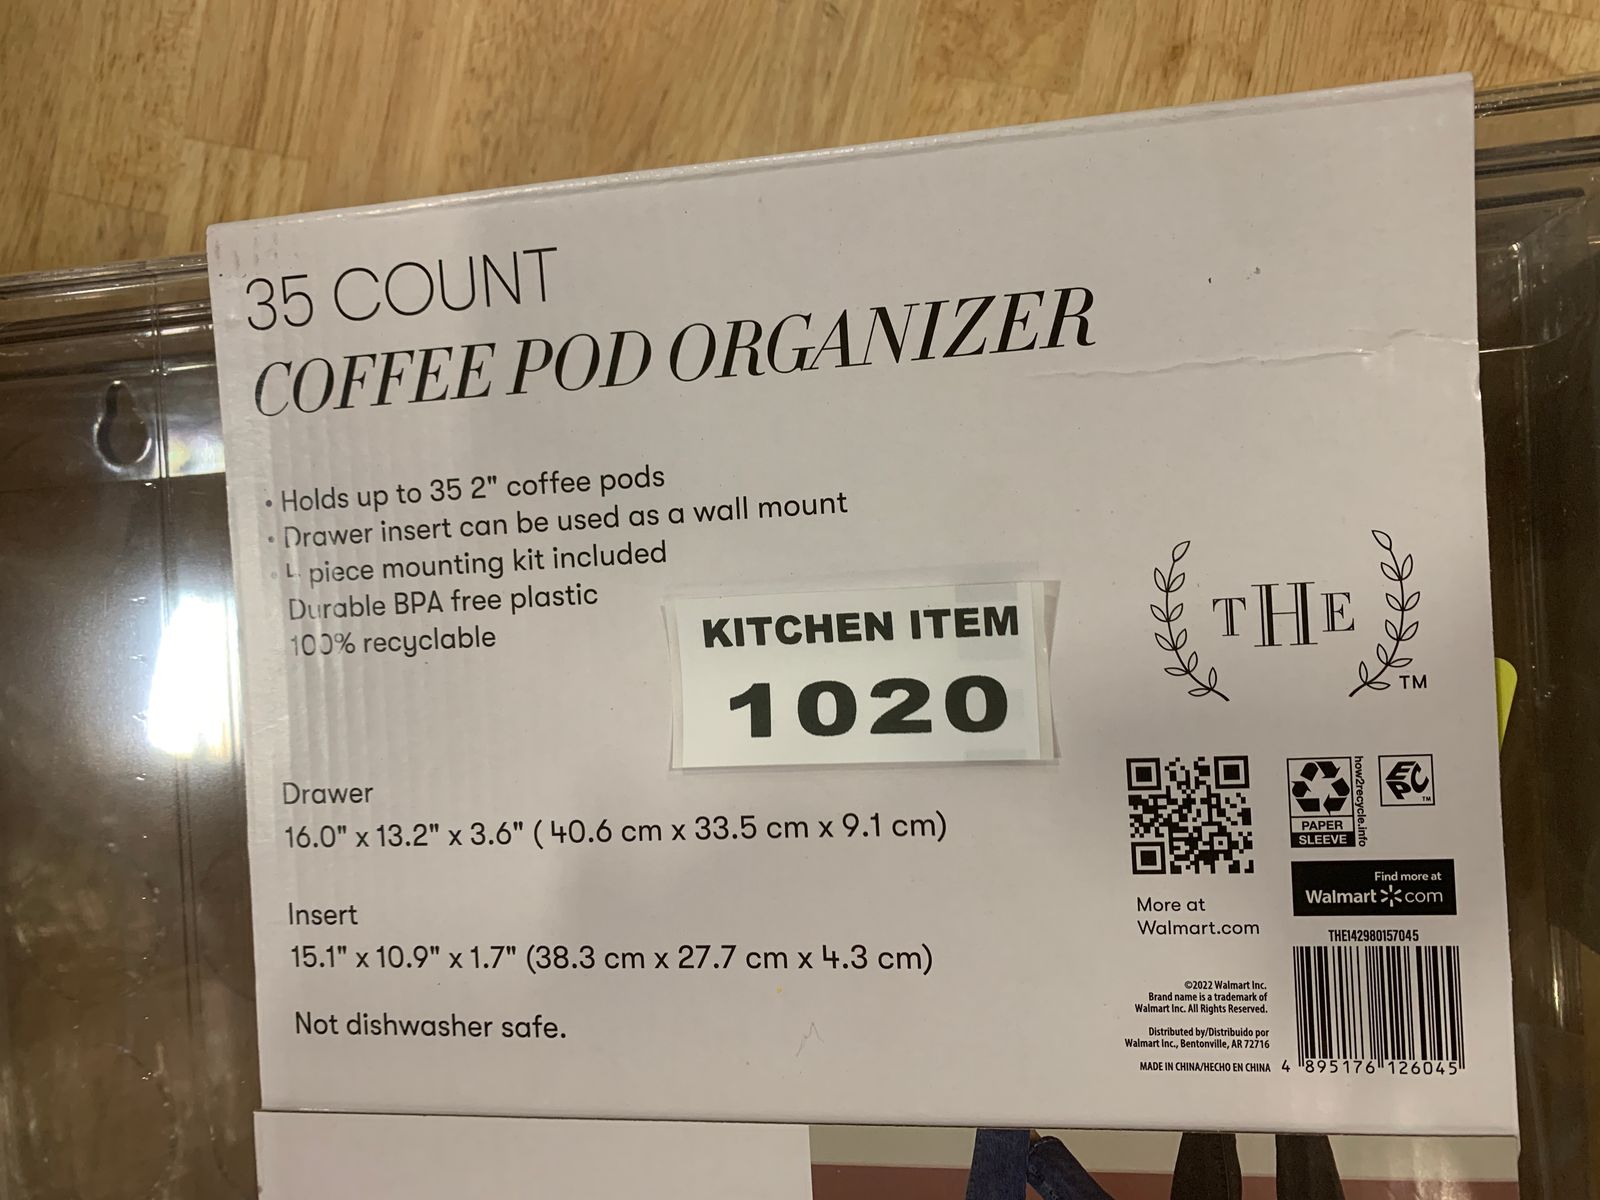 35 COUNT
COFFEE POD ORGANIZER
• Holds up to 35 2" coffee pods
• Drawer insert can be used as a wall mount
• 4 piece mounting kit included
Durable BPA free plastic
100% recyclable
KITCHEN ITEM
1020
THE
TM
Drawer
16.0" x 13.2" x 3.6" ( 40.6 cm x 33.5 cm x 9.1 cm)
Insert
15.1" x 10.9" x 1.7" (38.3 cm x 27.7 cm x 4.3 cm)
Not dishwasher safe.
More at
Walmart.com
PAPER
SLEEVE
how2recycle.info
EPC
TM
Find more at
Walmart com
THE142980157045
©2022 Walmart Inc.
Brand name is a trademark of
Walmart Inc. All Rights Reserved.
Distributed by/Distribuido por
Walmart Inc., Bentonville, AR 72716
MADE IN CHINA/HECHO EN CHINA
4 895176 126045